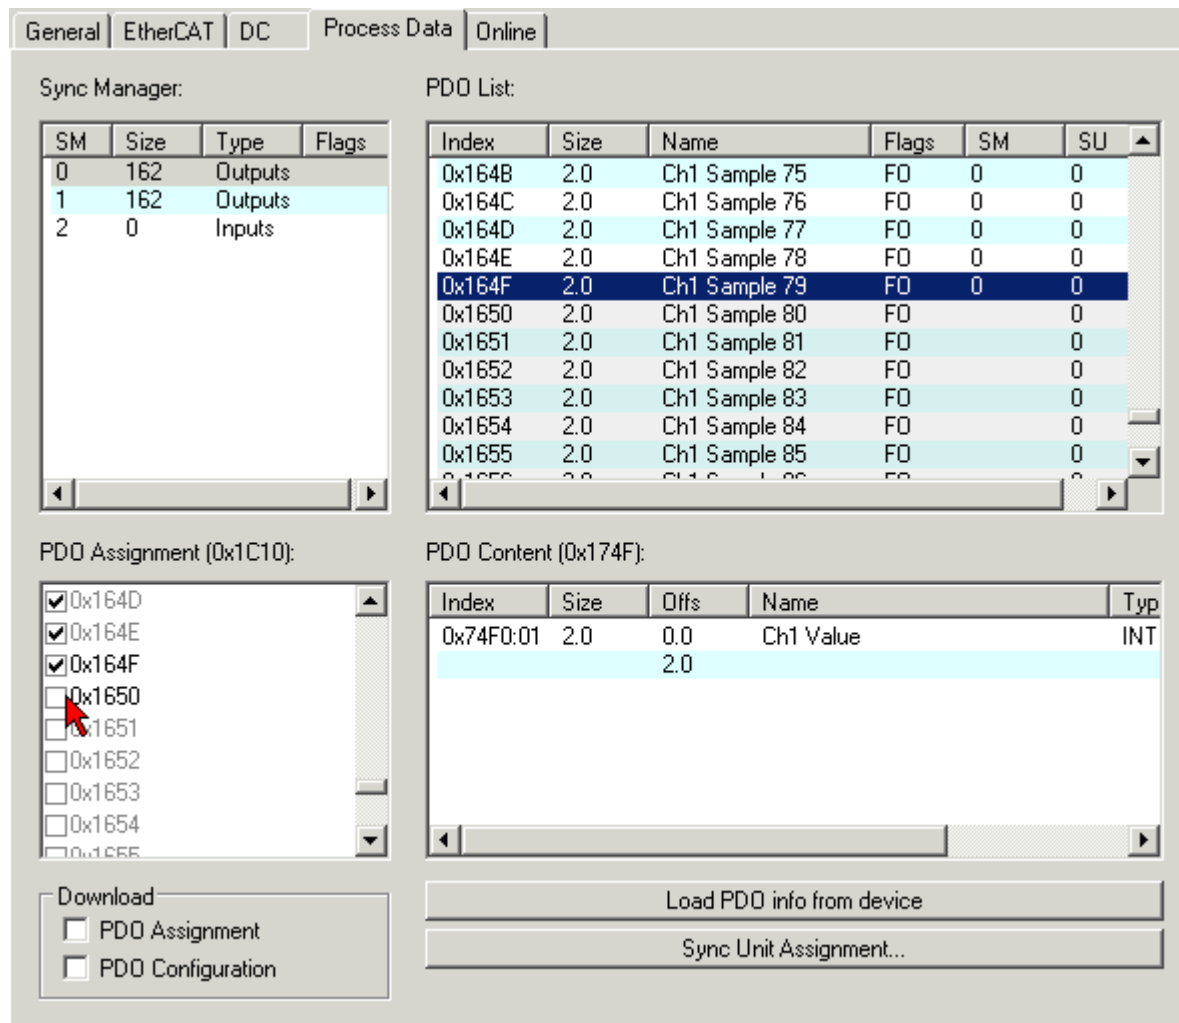 General EtherCAT DC Process Data Online
Sync Manager:
SM Size Type Flags
0 162 Outputs
1 162 Outputs
2 0 Inputs
PDO List:
Index Size Name Flags SM SU
0x164B 2.0 Ch1 Sample 75 FO 0 0
0x164C 2.0 Ch1 Sample 76 FO 0 0
0x164D 2.0 Ch1 Sample 77 FO 0 0
0x164E 2.0 Ch1 Sample 78 FO 0 0
0x164F 2.0 Ch1 Sample 79 FO 0 0
0x1650 2.0 Ch1 Sample 80 FO 0
0x1651 2.0 Ch1 Sample 81 FO 0
0x1652 2.0 Ch1 Sample 82 FO 0
0x1653 2.0 Ch1 Sample 83 FO 0
0x1654 2.0 Ch1 Sample 84 FO 0
0x1655 2.0 Ch1 Sample 85 FO 0
PDO Assignment (0x1C10):
0x164D
0x164E
0x164F
0x1650
0x1651
0x1652
0x1653
0x1654
0x1655
PDO Content (0x174F):
Index Size Offs Name Typ
0x74F0:01 2.0 0.0 Ch1 Value INT
2.0
Download
PDO Assignment
PDO Configuration
Load PDO info from device
Sync Unit Assignment...